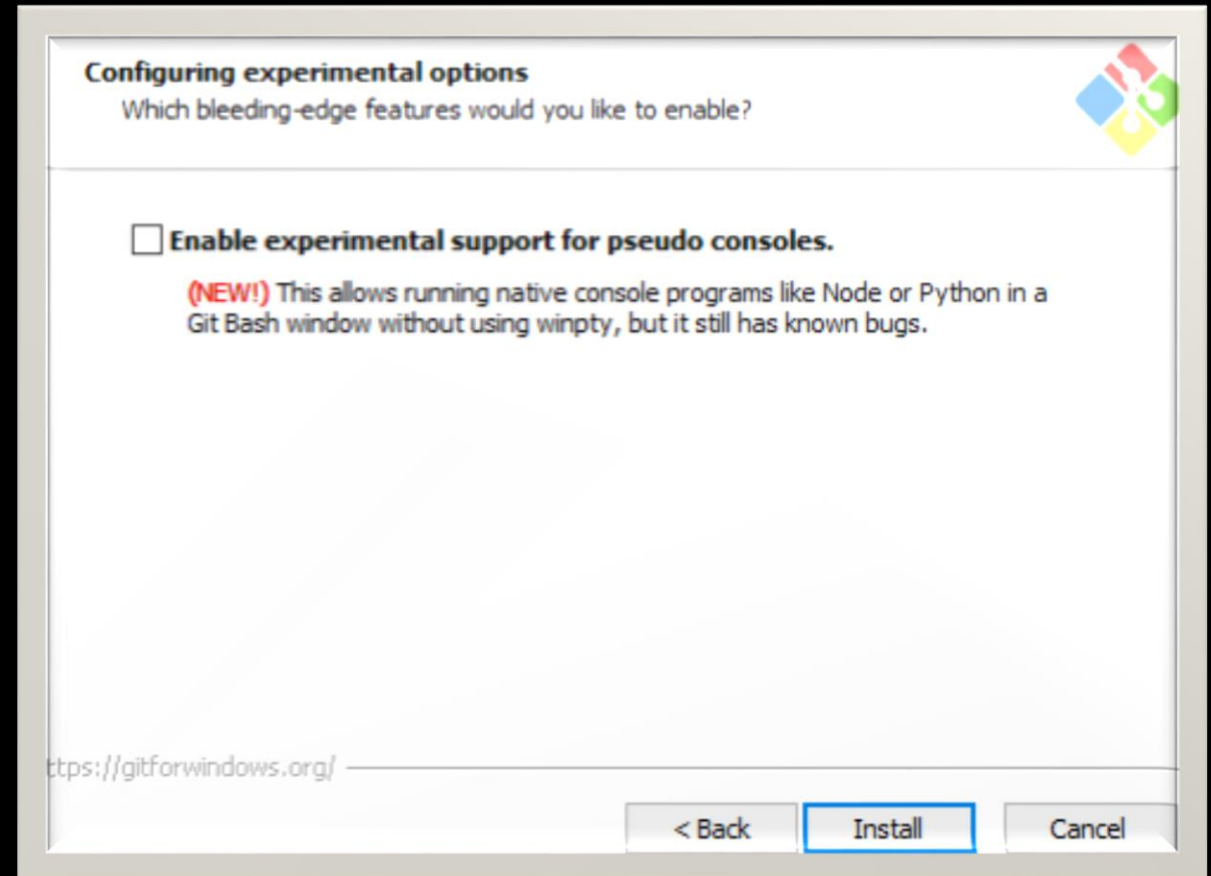 Configuring experimental options
Which bleeding-edge features would you like to enable?
Enable experimental support for pseudo consoles.
(NEW!) This allows running native console programs like Node or Python in a
Git Bash window without using winpty, but it still has known bugs.
ttps://gitforwindows.org/
< Back
Install
Cancel